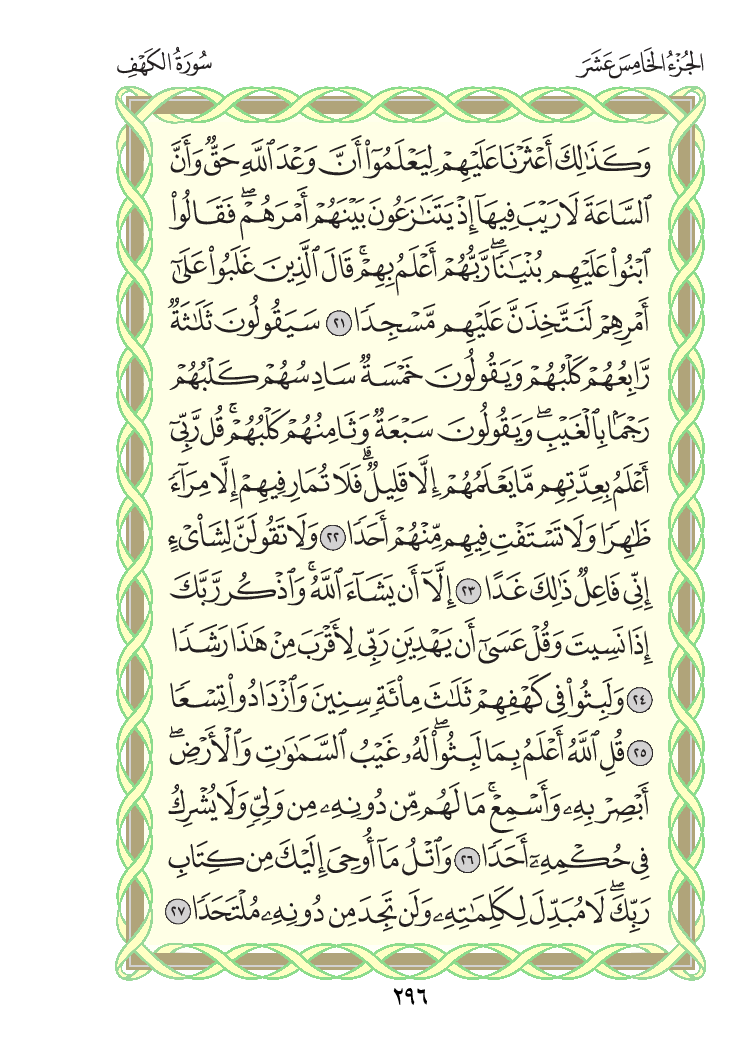 الجُزْءُ الخَامِسَ عَشَرَ
سُورَةُ الكَهْفِ
وَكَذَٰلِكَ أَعْثَرْنَا عَلَيْهِمْ لِيَعْلَمُوٓاْ أَنَّ وَعْدَ ٱللَّهِ حَقٌّ وَأَنَّ
ٱلسَّاعَةَ لَا رَيْبَ فِيهَآ إِذْ يَتَنَٰزَعُونَ بَيْنَهُمْ أَمْرَهُمْۖ فَقَالُواْ
ٱبْنُواْ عَلَيْهِم بُنْيَٰنٗاۖ رَّبُّهُمْ أَعْلَمُ بِهِمْۚ قَالَ ٱلَّذِينَ غَلَبُواْ عَلَىٰٓ
أَمْرِهِمْ لَنَتَّخِذَنَّ عَلَيْهِم مَّسْجِدٗا ٢١ سَيَقُولُونَ ثَلَٰثَةٞ
رَّابِعُهُمْ كَلْبُهُمْ وَيَقُولُونَ خَمْسَةٞ سَادِسُهُمْ كَلْبُهُمْ
رَجْمَۢا بِٱلْغَيْبِۖ وَيَقُولُونَ سَبْعَةٞ وَثَامِنُهُمْ كَلْبُهُمْۚ قُل رَّبِّيٓ
أَعْلَمُ بِعِدَّتِهِم مَّا يَعْلَمُهُمْ إِلَّا قَلِيلٞۗ فَلَا تُمَارِ فِيهِمْ إِلَّا مِرَآءٗ
ظَٰهِرٗا وَلَا تَسْتَفْتِ فِيهِم مِّنْهُمْ أَحَدٗا ٢٢ وَلَا تَقُولَنَّ لِشَاْيْءٍ
إِنِّي فَاعِلٞ ذَٰلِكَ غَدًا ٢٣ إِلَّآ أَن يَشَآءَ ٱللَّهُۚ وَٱذْكُر رَّبَّكَ
إِذَا نَسِيتَ وَقُلْ عَسَىٰٓ أَن يَهْدِيَنِ رَبِّي لِأَقْرَبَ مِنْ هَٰذَا رَشَدٗا
٢٤ وَلَبِثُواْ فِي كَهْفِهِمْ ثَلَٰثَ مِاْئَةٖ سِنِينَ وَٱزْدَادُواْ تِسْعٗا
٢٥ قُلِ ٱللَّهُ أَعْلَمُ بِمَا لَبِثُواْۖ لَهُۥ غَيْبُ ٱلسَّمَٰوَٰتِ وَٱلْأَرْضِۖ
أَبْصِرْ بِهِۦ وَأَسْمِعْۚ مَا لَهُم مِّن دُونِهِۦ مِن وَلِيّٖ وَلَا يُشْرِكُ
فِي حُكْمِهِۦٓ أَحَدٗا ٢٦ وَٱتْلُ مَآ أُوحِيَ إِلَيْكَ مِن كِتَابِ
رَبِّكَۖ لَا مُبَدِّلَ لِكَلِمَٰتِهِۦ وَلَن تَجِدَ مِن دُونِهِۦ مُلْتَحَدٗا ٢٧
٢٩٦